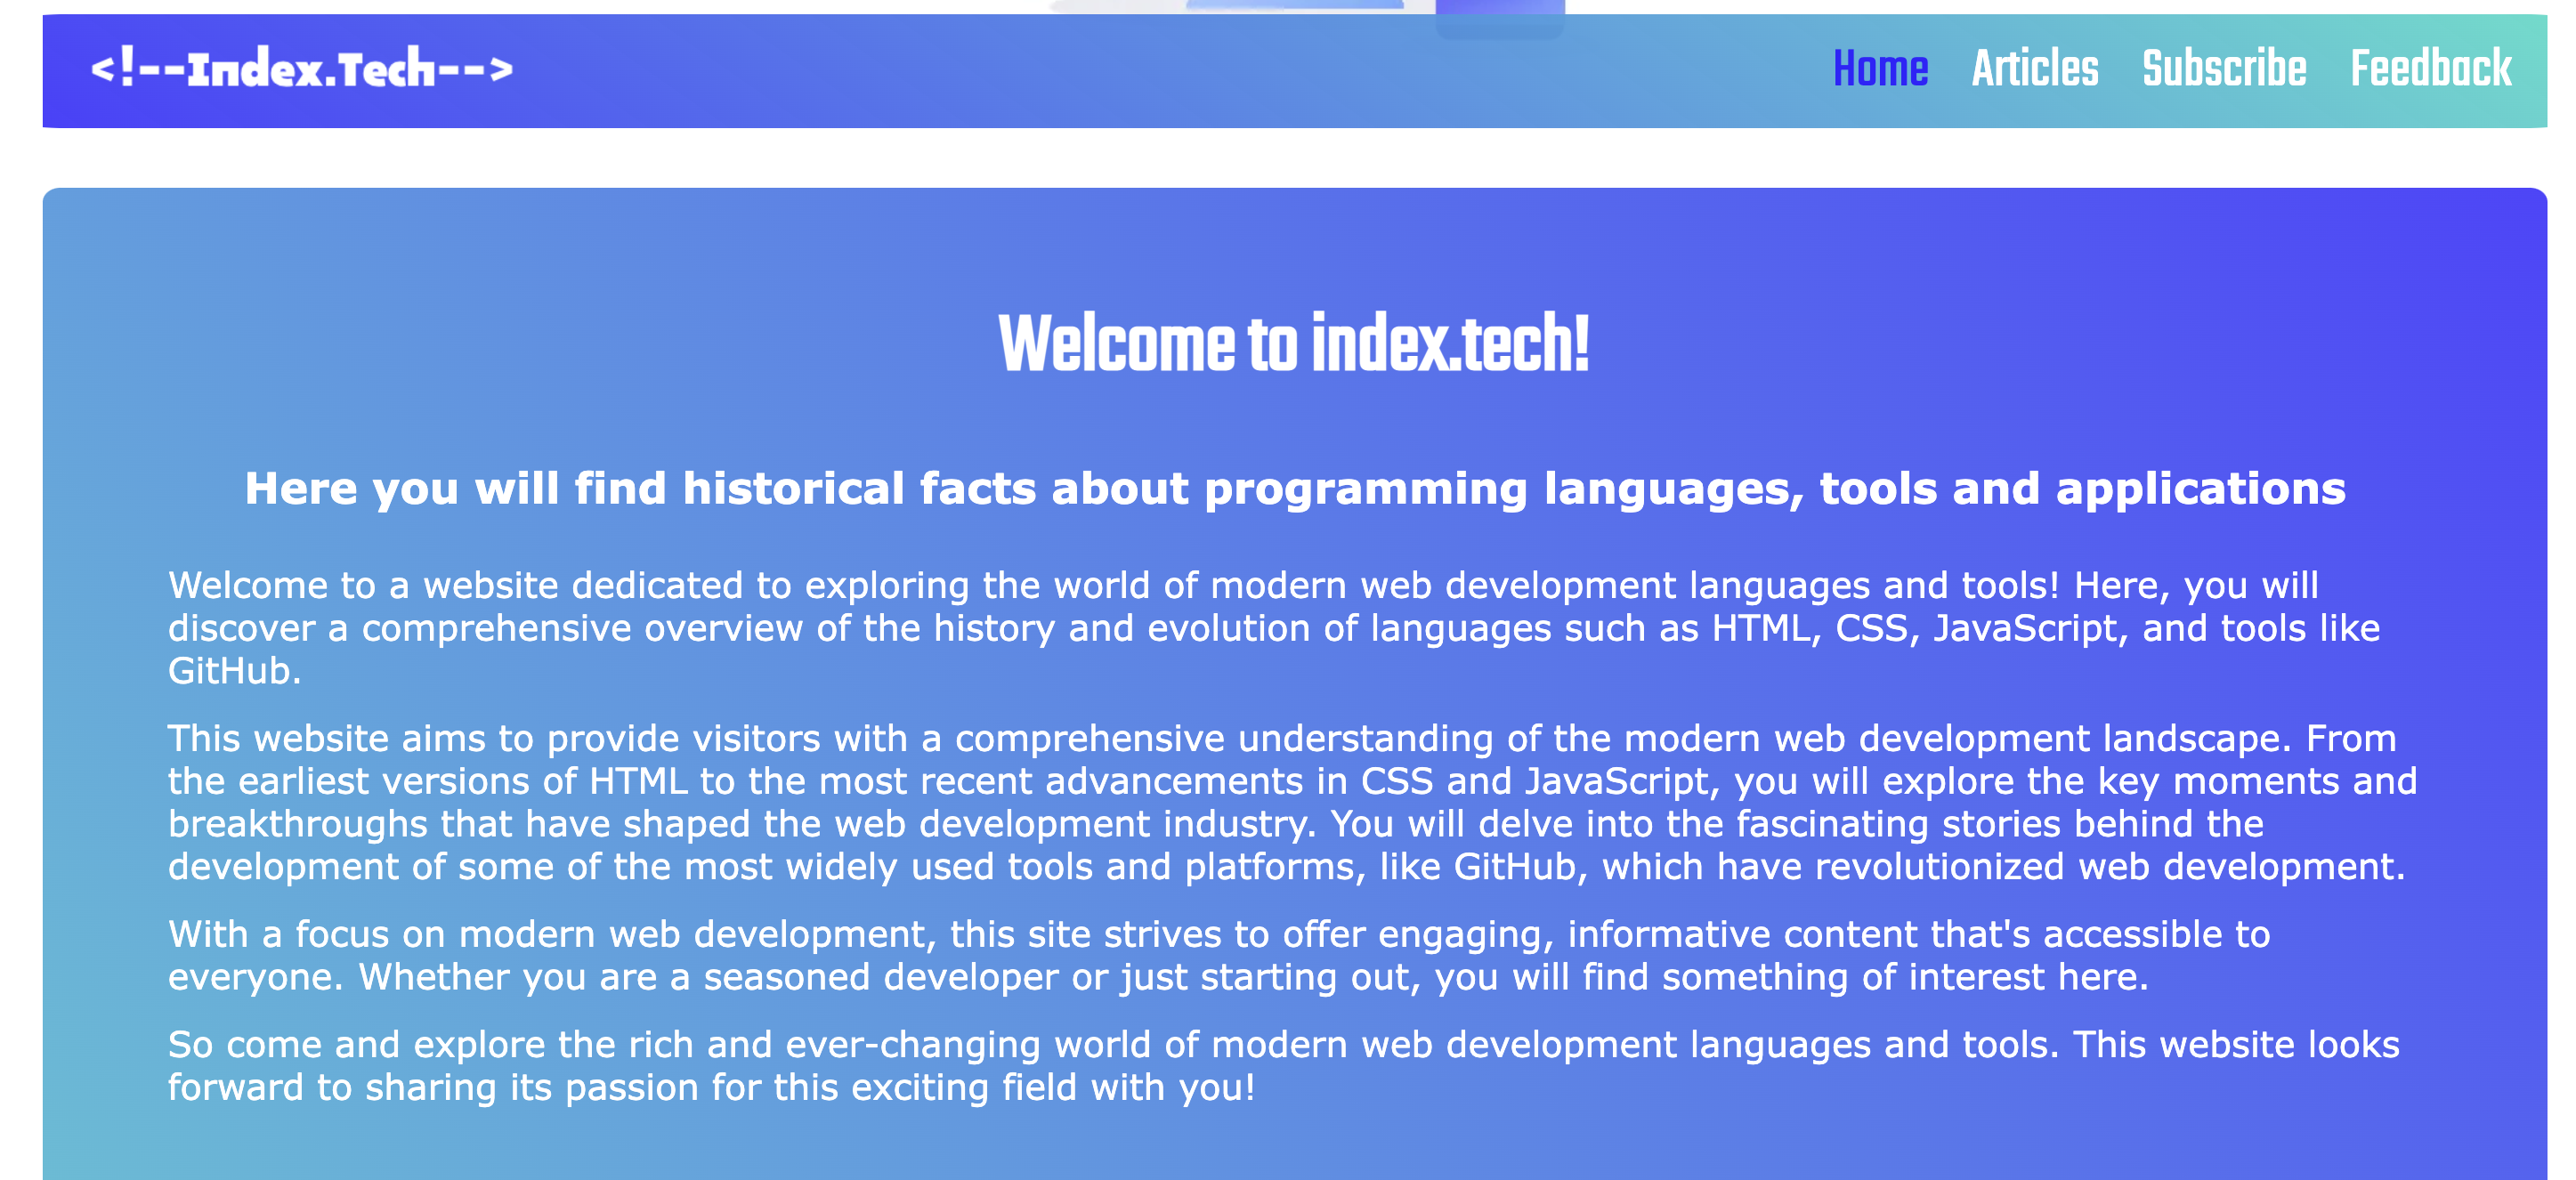 <!--Index.Tech-->
Home Articles Subscribe Feedback
Welcome to index.tech!
Here you will find historical facts about programming languages, tools and applications
Welcome to a website dedicated to exploring the world of modern web development languages and tools! Here, you will
discover a comprehensive overview of the history and evolution of languages such as HTML, CSS, JavaScript, and tools like
GitHub.
This website aims to provide visitors with a comprehensive understanding of the modern web development landscape. From
the earliest versions of HTML to the most recent advancements in CSS and JavaScript, you will explore the key moments and
breakthroughs that have shaped the web development industry. You will delve into the fascinating stories behind the
development of some of the most widely used tools and platforms, like GitHub, which have revolutionized web development.
With a focus on modern web development, this site strives to offer engaging, informative content that's accessible to
everyone. Whether you are a seasoned developer or just starting out, you will find something of interest here.
So come and explore the rich and ever-changing world of modern web development languages and tools. This website looks
forward to sharing its passion for this exciting field with you!